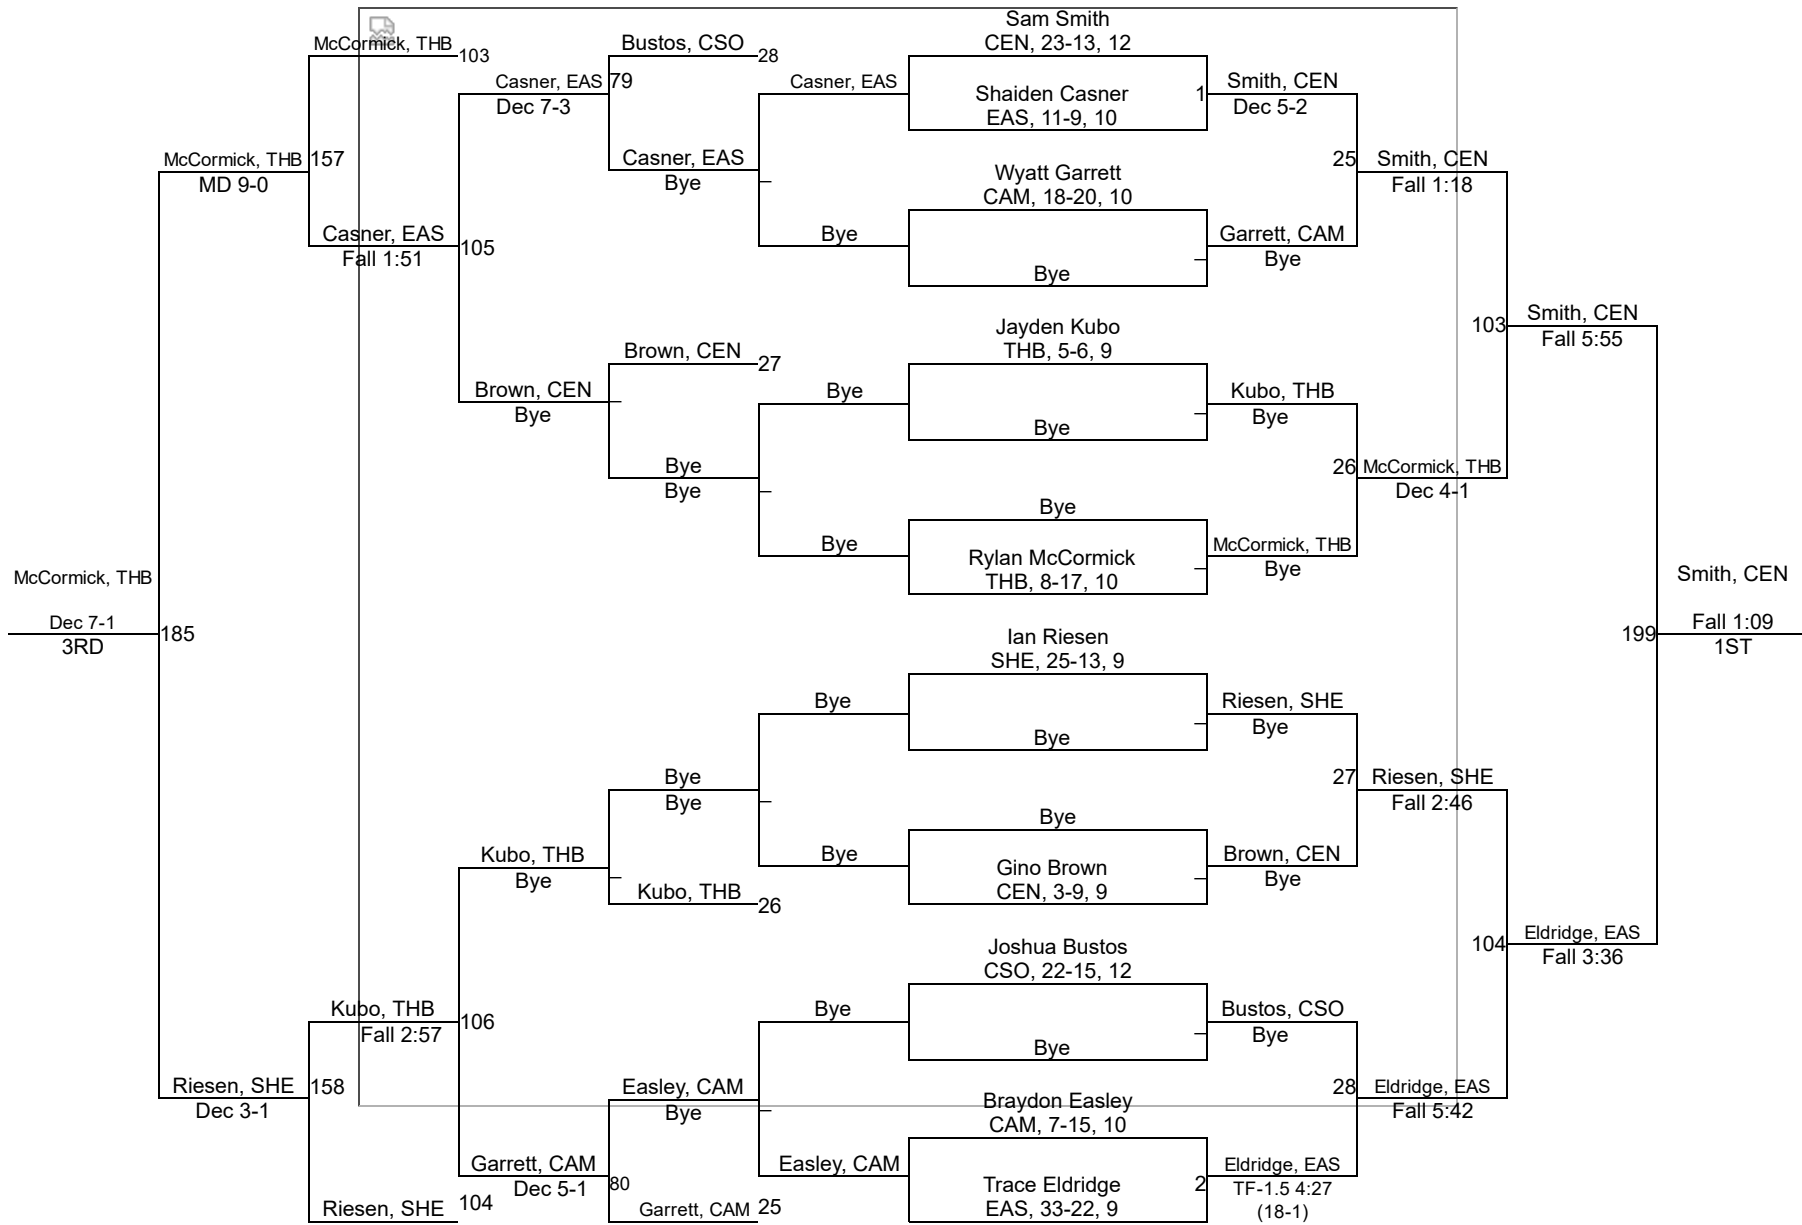 Sam Smith
CEN, 23-13, 12
McCormick, THB
103
Bustos, CSO
28
Casner, EAS
79
Dec 7-3
Casner, EAS
Shaiden Casner
EAS, 11-9, 10
1
Smith, CEN
Dec 5-2
McCormick, THB
157
MD 9-0
Casner, EAS
Bye
Wyatt Garrett
CAM, 18-20, 10
25
Smith, CEN
Fall 1:18
Casner, EAS
Fall 1:51
105
Bye
Bye
Garrett, CAM
Bye
Jayden Kubo
THB, 5-6, 9
103
Smith, CEN
Fall 5:55
Brown, CEN
27
Brown, CEN
Bye
Bye
Bye
Kubo, THB
Bye
Bye
Bye
26
McCormick, THB
Dec 4-1
Bye
Bye
Rylan McCormick
THB, 8-17, 10
McCormick, THB
Bye
McCormick, THB
Dec 7-1
3RD
185
Smith, CEN
199
Fall 1:09
1ST
Ian Riesen
SHE, 25-13, 9
Bye
Bye
Riesen, SHE
Bye
Bye
Bye
27
Riesen, SHE
Fall 2:46
Bye
Kubo, THB
Bye
Bye
Gino Brown
CEN, 3-9, 9
Brown, CEN
Bye
Kubo, THB
26
Joshua Bustos
CSO, 22-15, 12
104
Eldridge, EAS
Fall 3:36
Kubo, THB
Fall 2:57
106
Bye
Bye
Bustos, CSO
Bye
Riesen, SHE
158
Dec 3-1
Easley, CAM
Bye
Braydon Easley
CAM, 7-15, 10
28
Eldridge, EAS
Fall 5:42
Garrett, CAM
Dec 5-1
80
Easley, CAM
Trace Eldridge
EAS, 33-22, 9
2
Eldridge, EAS
TF-1.5 4:27
(18-1)
Riesen, SHE
104
Garrett, CAM
25